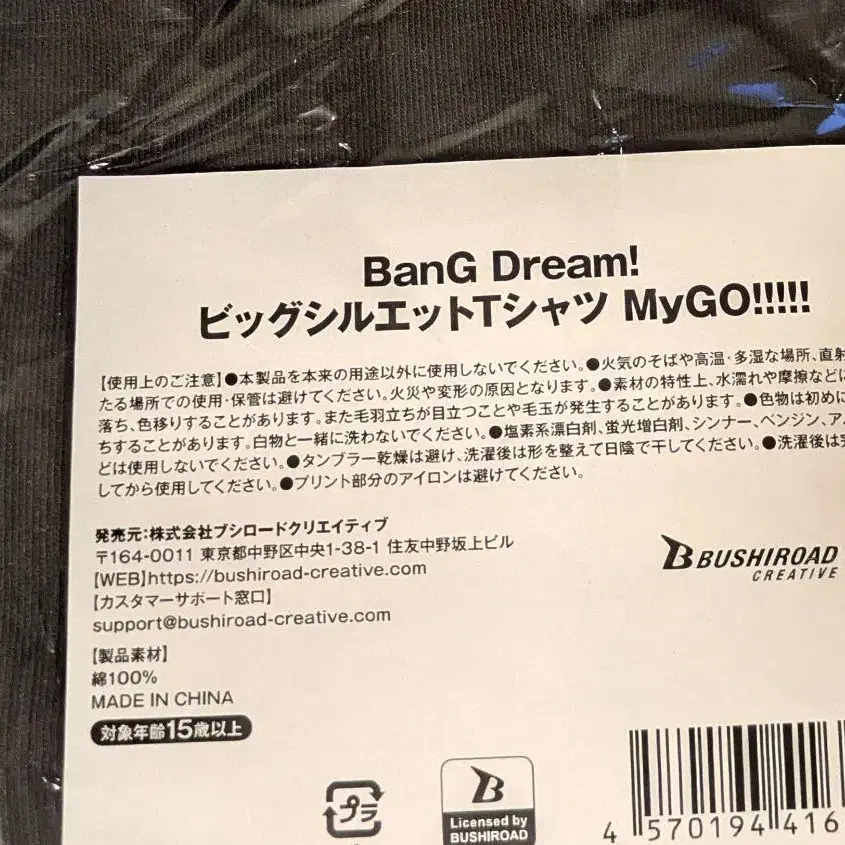 BanG Dream!
ビッグシルエットTシャツ MyGO!!!!!
【使用上のご注意】●本製品を本来の用途以外に使用しないでください。●火気のそばや高温・多湿な場所、直射
たる場所での使用・保管は避けてください。火災や変形の原因となります。●素材の特性上、水濡れや摩擦などに
落ち、色移りすることがあります。また毛羽立ちが目立つことや毛玉が発生することがあります。●色物は初めに
ちすることがあります。白物と一緒に洗わないでください。●塩素系漂白剤、蛍光増白剤、シンナー、ベンジン、アル
どは使用しないでください。●タンブラー乾燥は避け、洗濯後は形を整えて日陰で干してください。●洗濯後は完
してから使用してください。●プリント部分のアイロンは避けてください。
発売元:株式会社ブシロードクリエイティブ
〒164-0011 東京都中野区中央1-38-1 住友中野坂上ビル
【WEB】https://bushiroad-creative.com
【カスタマーサポート窓口】
support@bushiroad-creative.com
BUSHIROAD
CREATIVE
【製品素材】
綿100%
MADE IN CHINA
対象年齢15歳以上
プラ
Licensed by
BUSHIROAD
4 570194 416